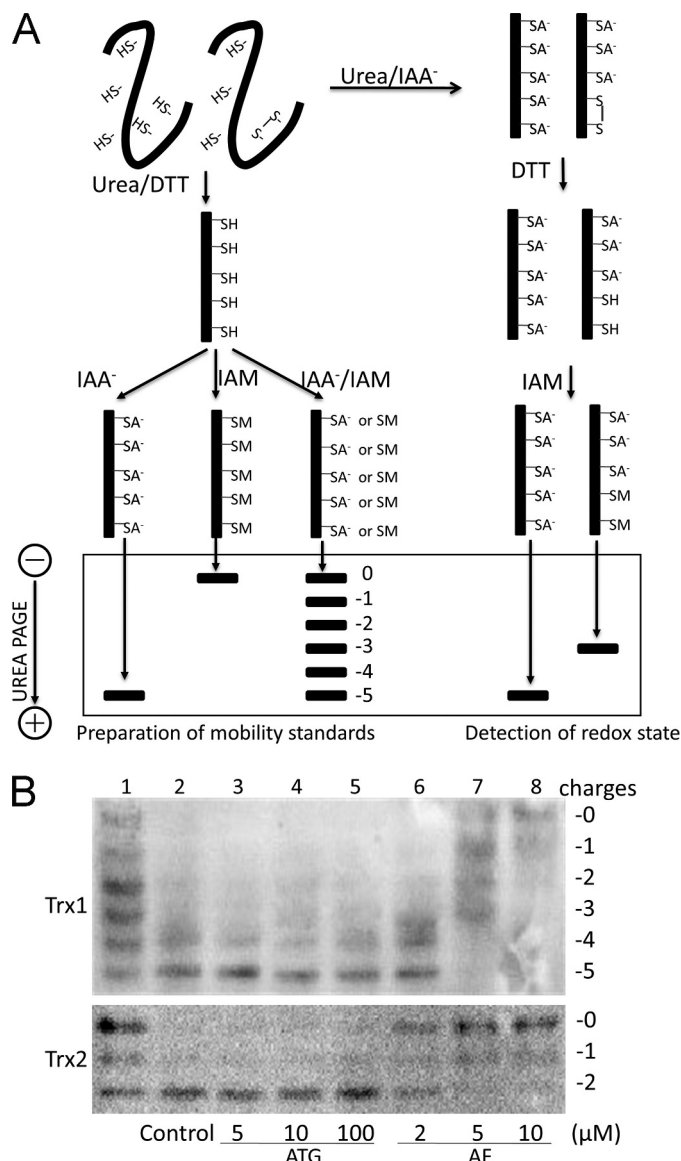 A
HS- HS- HS- HS- HS- HS- HS- HS- S-S-
Urea/IAA-
SA- SA-
SA- SA-
SA- SA-
SA- S
SA- S
Urea/DTT
DTT
SH
SH
SH
SH
SH
SA- SA-
SA- SA-
SA- SA-
SA- SH
SA- SH
IAA- IAM IAA-/IAM IAM
SA- SM SA- or SM SA- SA-
SA- SM SA- or SM SA- SA-
SA- SM SA- or SM SA- SA-
SA- SM SA- or SM SA- SM
SA- SM SA- or SM SA- SM
−
UREA PAGE
+
0
-1
-2
-3
-4
-5
Preparation of mobility standards Detection of redox state
B
1 2 3 4 5 6 7 8 charges
Trx1
-0
-1
-2
-3
-4
-5
Trx2
-0
-1
-2
Control 5 10 100 2 5 10 (μM)
ATG AF